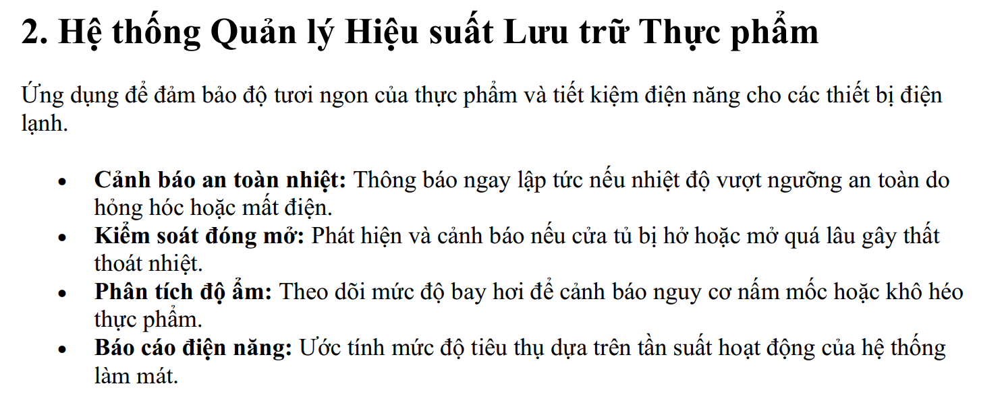 2. Hệ thống Quản lý Hiệu suất Lưu trữ Thực phẩm
Ứng dụng để đảm bảo độ tươi ngon của thực phẩm và tiết kiệm điện năng cho các thiết bị điện
lạnh.
• Cảnh báo an toàn nhiệt: Thông báo ngay lập tức nếu nhiệt độ vượt ngưỡng an toàn do
hỏng hóc hoặc mất điện.
• Kiểm soát đóng mở: Phát hiện và cảnh báo nếu cửa tủ bị hở hoặc mở quá lâu gây thất
thoát nhiệt.
• Phân tích độ ẩm: Theo dõi mức độ bay hơi để cảnh báo nguy cơ nấm mốc hoặc khô héo
thực phẩm.
• Báo cáo điện năng: Ước tính mức độ tiêu thụ dựa trên tần suất hoạt động của hệ thống
làm mát.